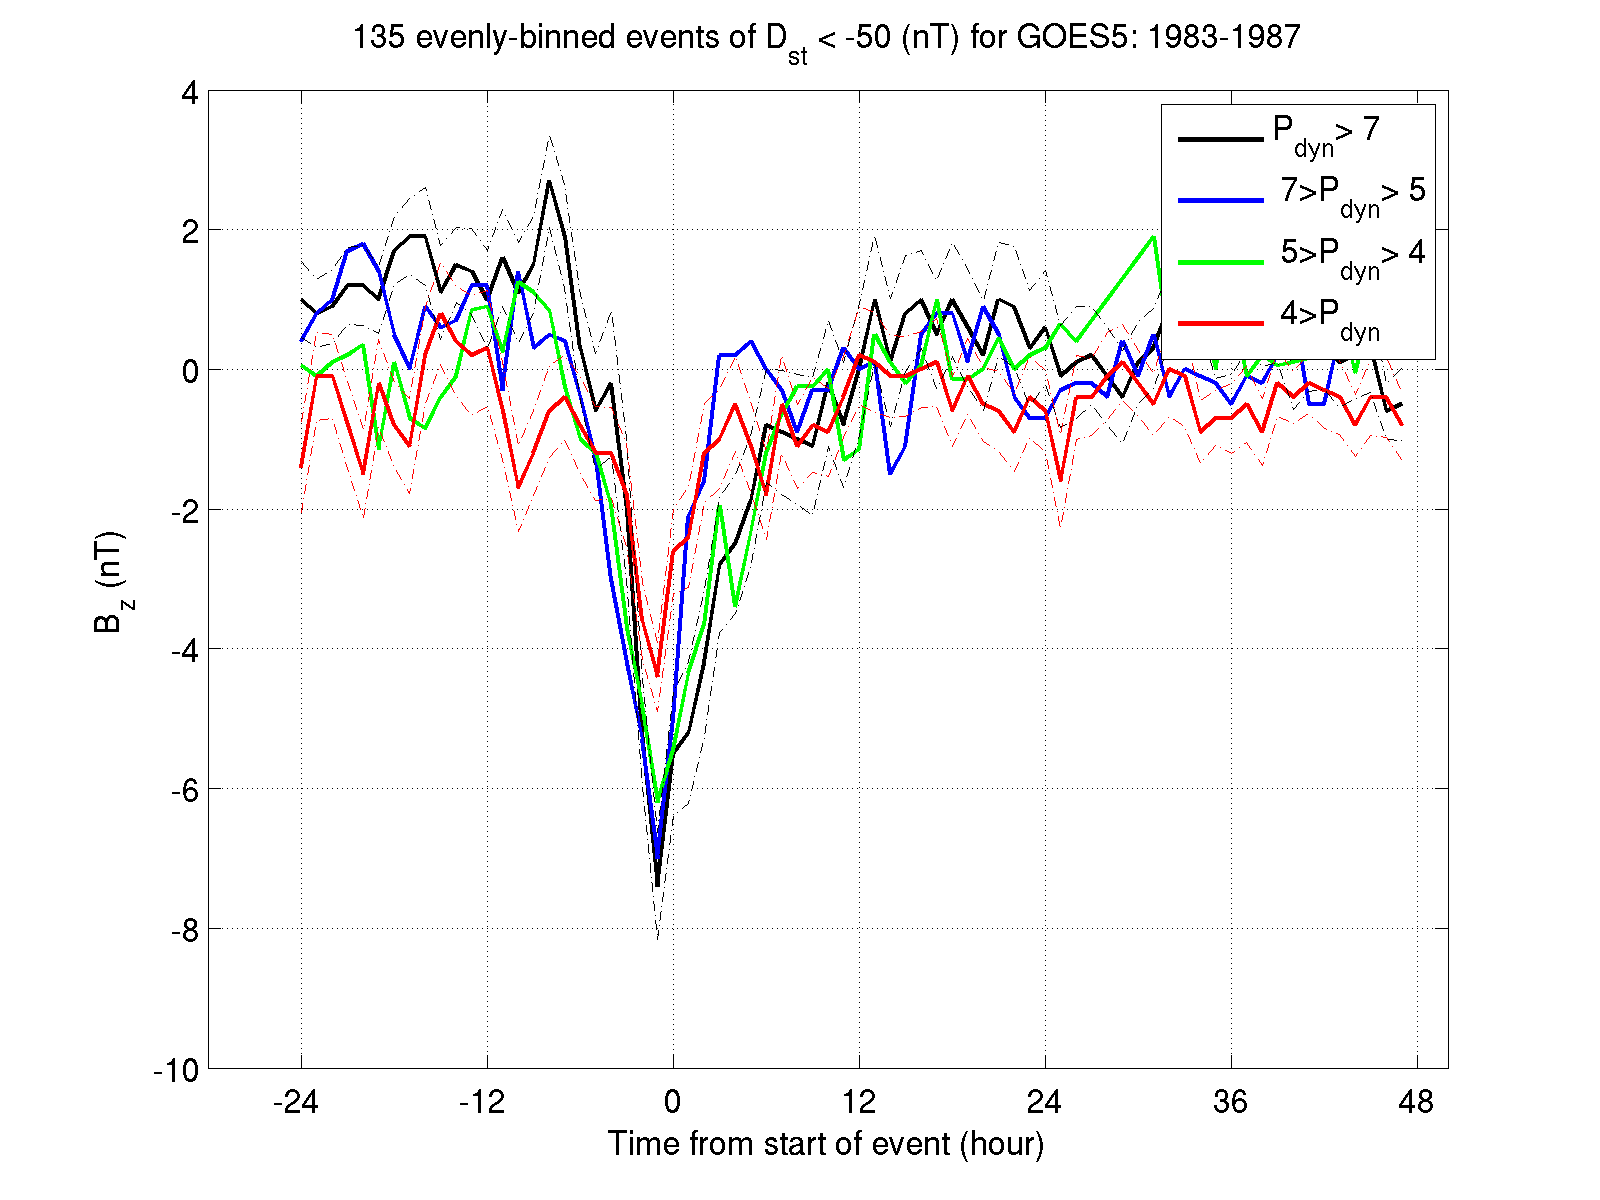 135 evenly-binned events of Dst < -50 (nT) for GOES5: 1983-1987
4
2
0
-2
-4
-6
-8
-10
Bz (nT)
Pdyn> 7
7>Pdyn> 5
5>Pdyn> 4
4>Pdyn
-24 -12 0 12 24 36 48
Time from start of event (hour)